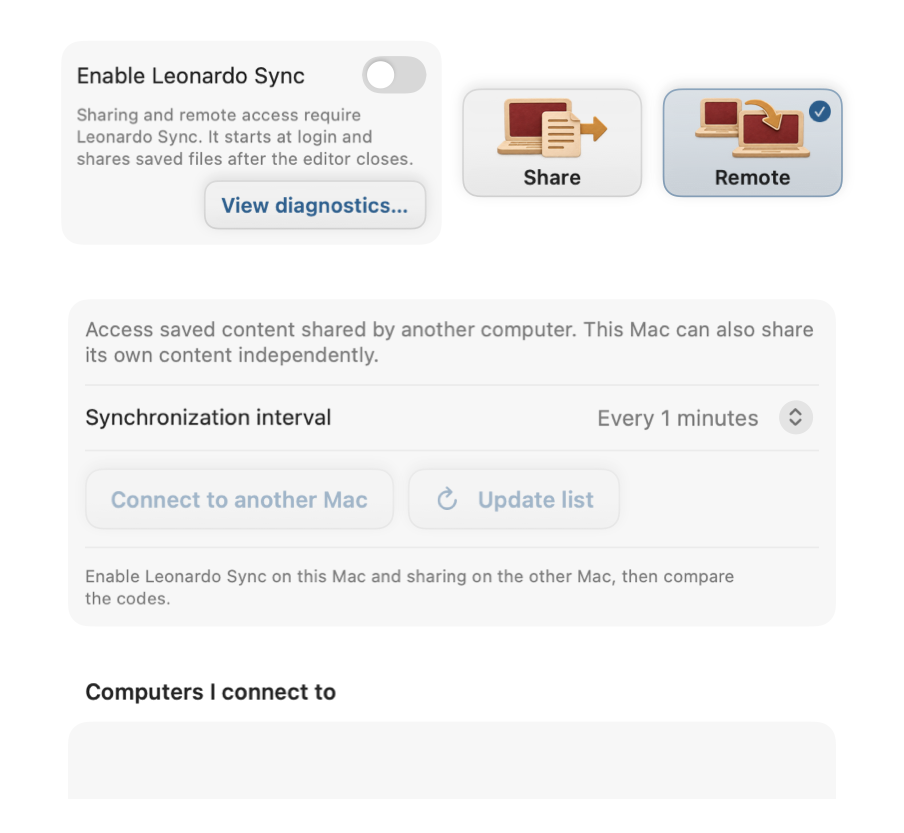 Enable Leonardo Sync
Sharing and remote access require
Leonardo Sync. It starts at login and
shares saved files after the editor closes.
View diagnostics...
Share
Remote
Access saved content shared by another computer. This Mac can also share
its own content independently.
Synchronization interval
Every 1 minutes
Connect to another Mac
Update list
Enable Leonardo Sync on this Mac and sharing on the other Mac, then compare
the codes.
Computers I connect to